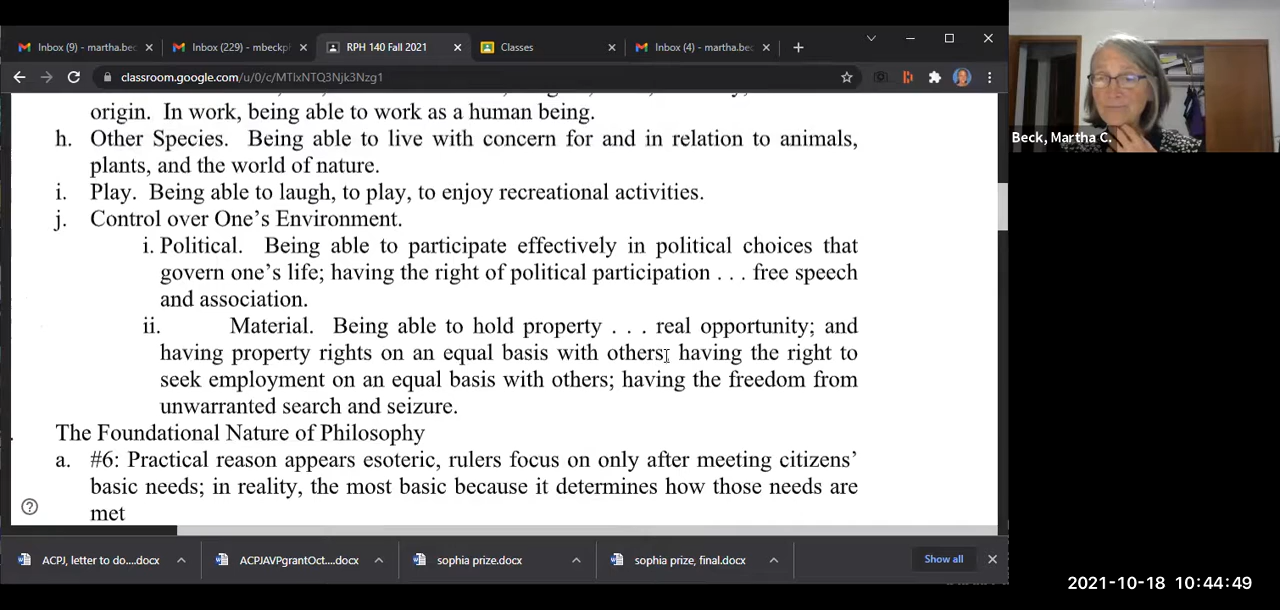 Inbox (9) - martha.bec
Inbox (229) - mbeckp
RPH 140 Fall 2021
Classes
Inbox (4) - martha.bec
classroom.google.com/u/0/c/MTIxNTQ3Njk3Nzg1
origin. In work, being able to work as a human being.
h. Other Species. Being able to live with concern for and in relation to animals,
plants, and the world of nature.
i. Play. Being able to laugh, to play, to enjoy recreational activities.
j. Control over One's Environment.
i. Political. Being able to participate effectively in political choices that
govern one's life; having the right of political participation . . . free speech
and association.
ii. Material. Being able to hold property . . . real opportunity; and
having property rights on an equal basis with others; having the right to
seek employment on an equal basis with others; having the freedom from
unwarranted search and seizure.
The Foundational Nature of Philosophy
a. #6: Practical reason appears esoteric, rulers focus on only after meeting citizens'
basic needs; in reality, the most basic because it determines how those needs are
met
ACPJ, letter to do....docx
ACPJAVPgrantOct....docx
sophia prize.docx
sophia prize, final.docx
Show all
Beck, Martha C.
2021-10-18 10:44:49